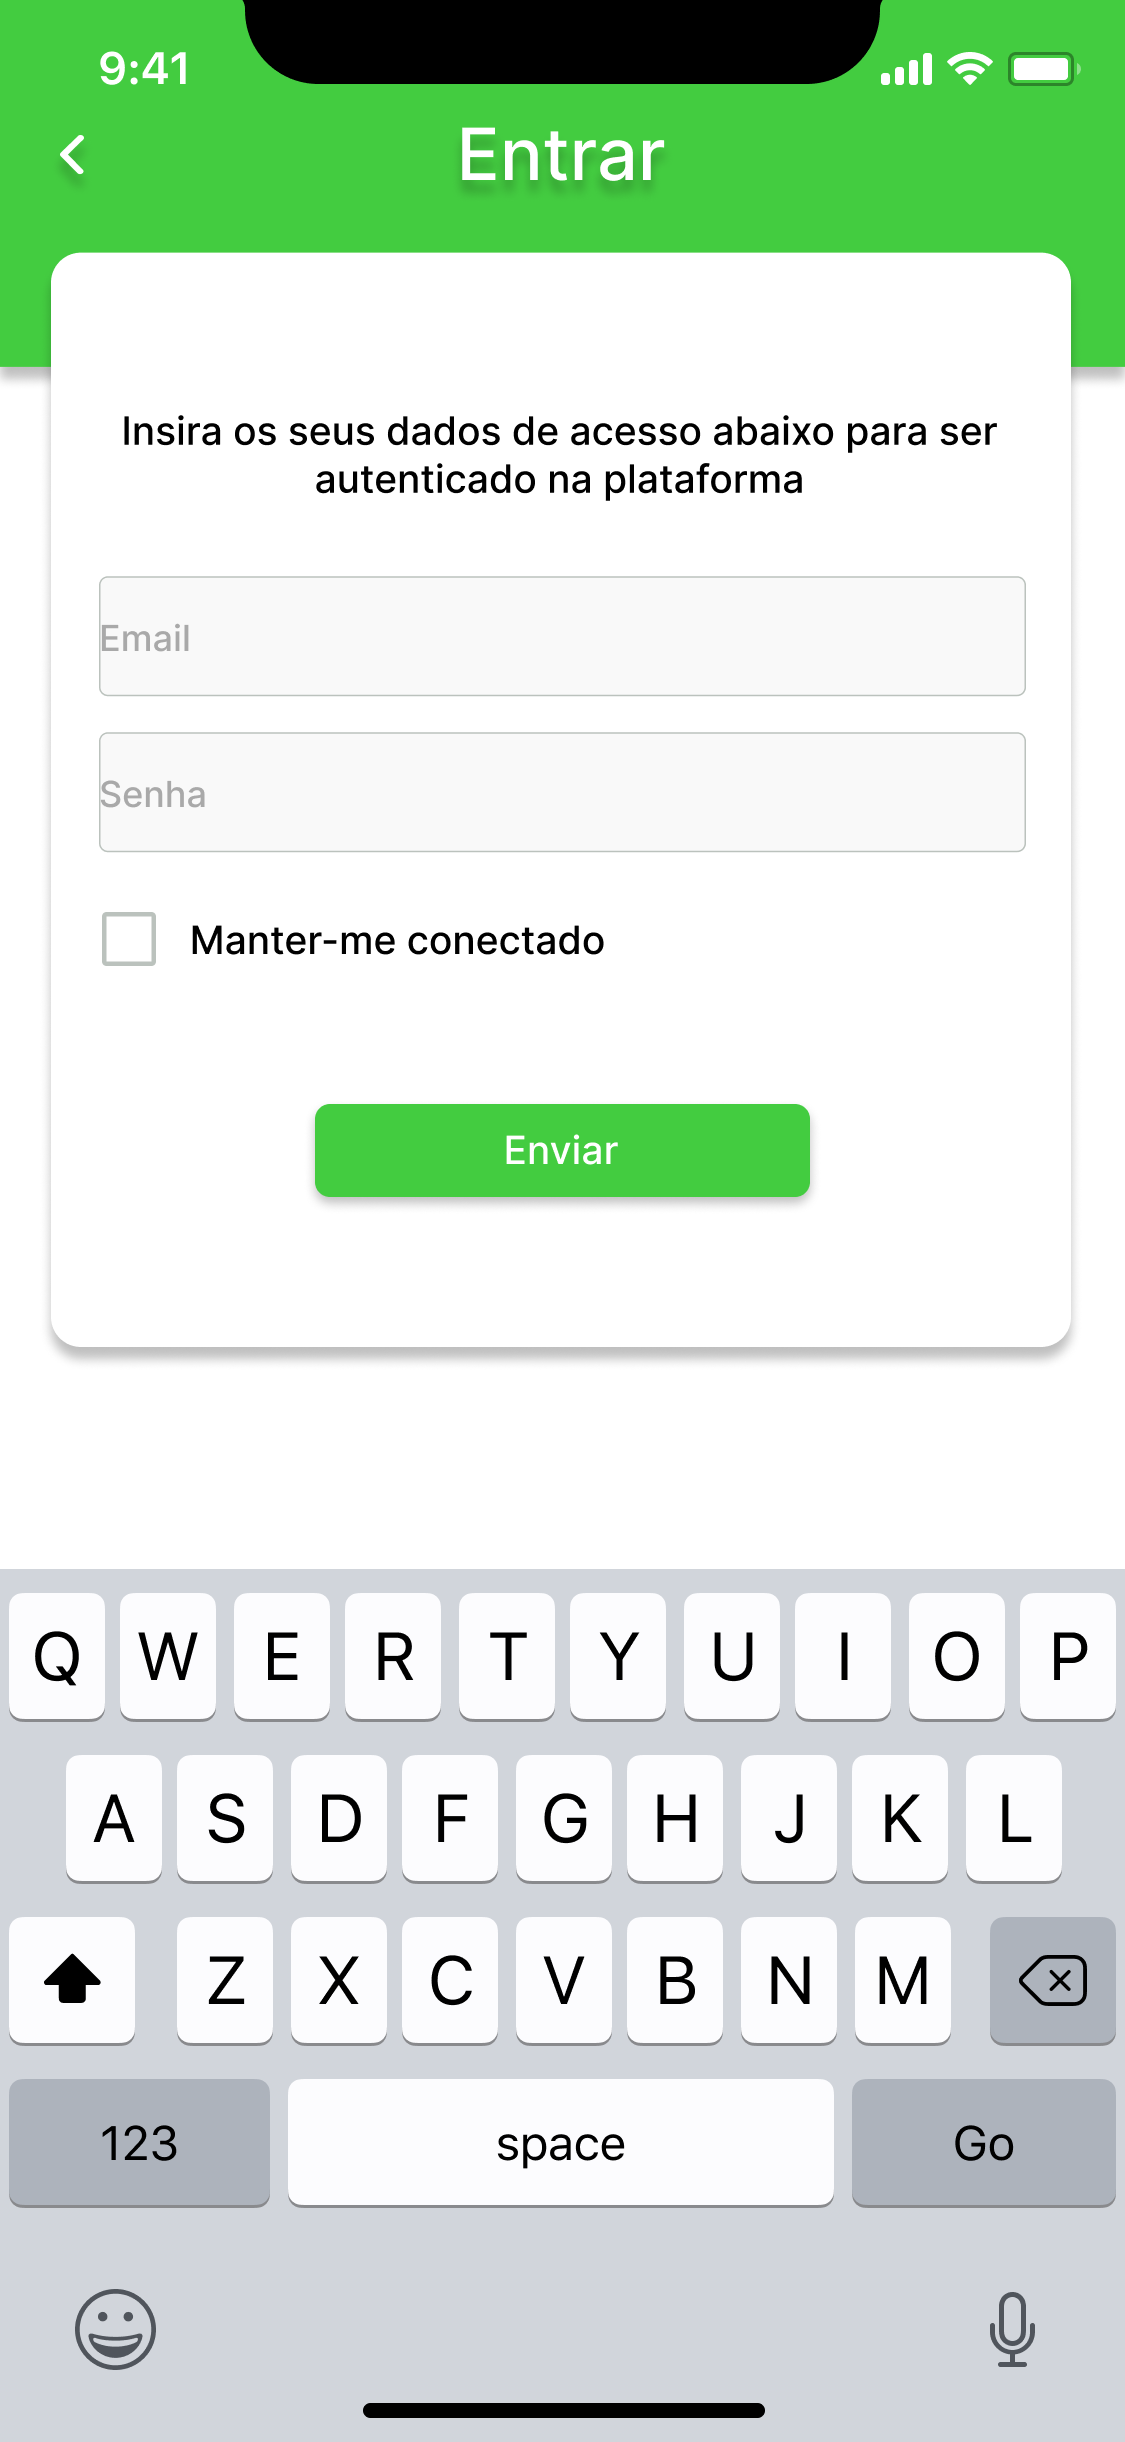 9:41
Entrar
Insira os seus dados de acesso abaixo para ser
autenticado na plataforma
Email
Senha
Manter-me conectado
Enviar
Q W E R T Y U I O P
A S D F G H J K L
Z X C V B N M
123 space Go